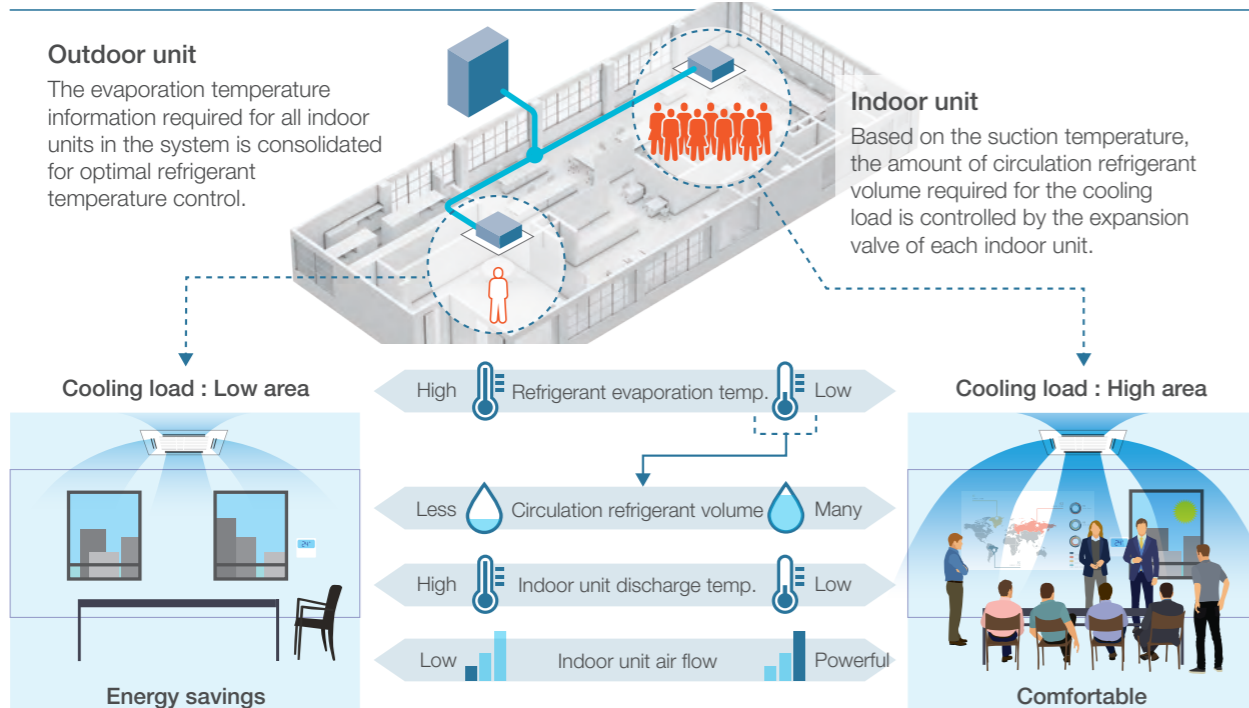 Outdoor unit
The evaporation temperature
information required for all indoor
units in the system is consolidated
for optimal refrigerant
temperature control.
Indoor unit
Based on the suction temperature,
the amount of circulation refrigerant
volume required for the cooling
load is controlled by the expansion
valve of each indoor unit.
Cooling load : Low area
High Refrigerant evaporation temp. Low
Cooling load : High area
Less Circulation refrigerant volume Many
High Indoor unit discharge temp. Low
Low Indoor unit air flow Powerful
Energy savings
Comfortable